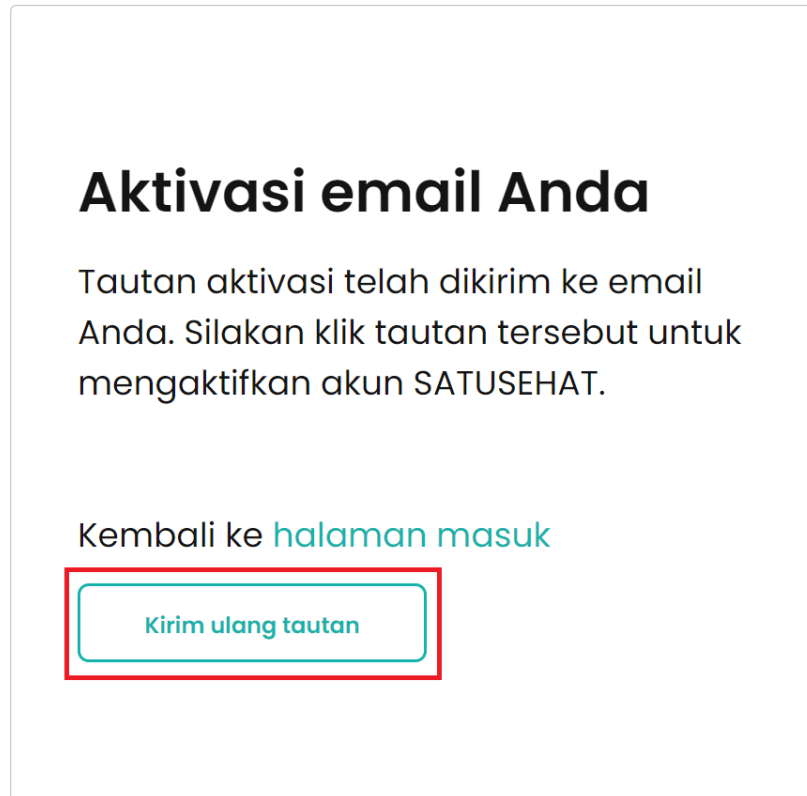 Aktivasi email Anda
Tautan aktivasi telah dikirim ke email
Anda. Silakan klik tautan tersebut untuk
mengaktifkan akun SATUSEHAT.
Kembali ke halaman masuk
Kirim ulang tautan